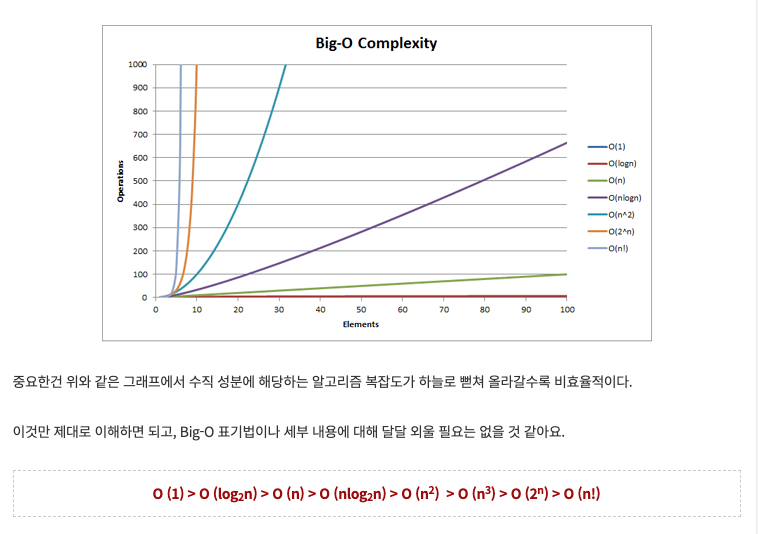 Big-O Complexity
1000
900
800
700
600
500
400
300
200
100
0
Operations
0 10 20 30 40 50 60 70 80 90 100
Elements
O(1)
O(logn)
O(n)
O(nlogn)
O(n^2)
O(2^n)
O(n!)
중요한건 위와 같은 그래프에서 수직 성분에 해당하는 알고리즘 복잡도가 하늘로 뻗쳐 올라갈수록 비효율적이다.
이것만 제대로 이해하면 되고, Big-O 표기법이나 세부 내용에 대해 달달 외울 필요는 없을 것 같아요.
O (1) > O (log₂n) > O (n) > O (nlog₂n) > O (n²) > O (n³) > O (2ⁿ) > O (n!)